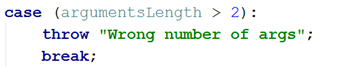 case (argumentsLength > 2):
    throw "Wrong number of args";
    break;